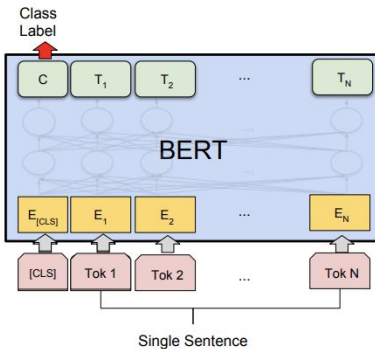 Class
Label
C T1 T2 ... TN
...
BERT
...
E[CLS] E1 E2 ... EN
[CLS] Tok 1 Tok 2 ... Tok N
Single Sentence